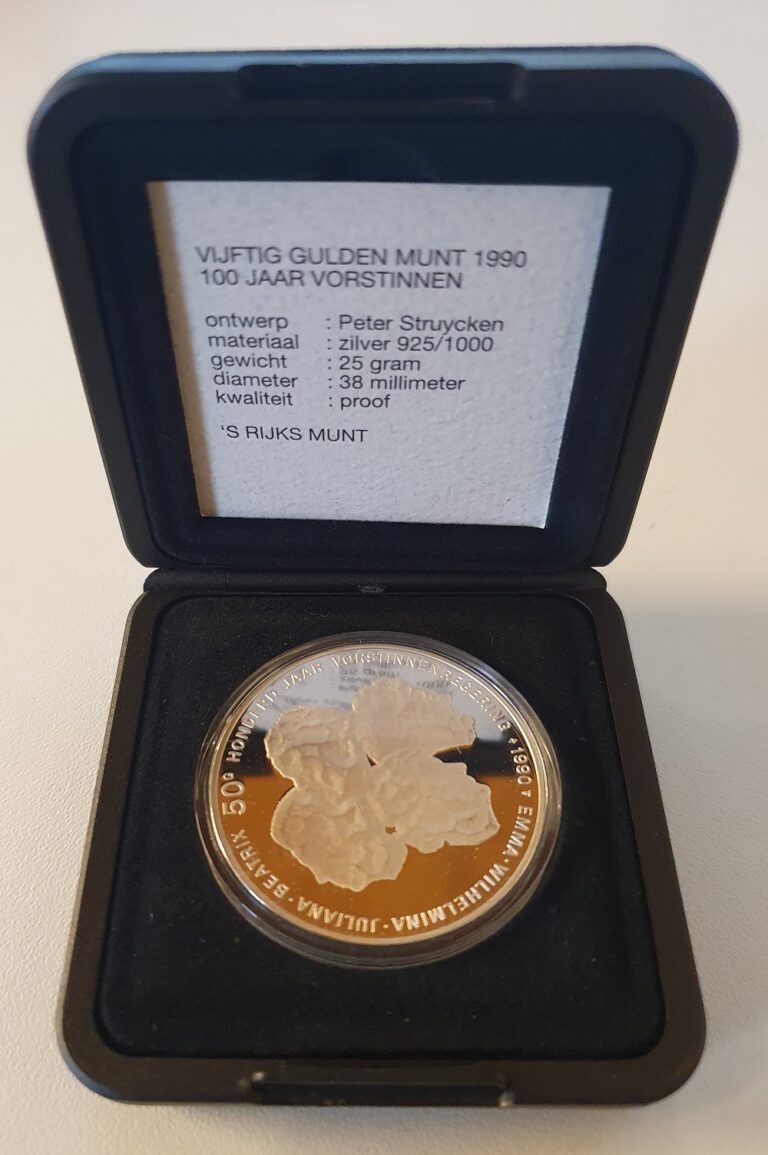 VIJFTIG GULDEN MUNT 1990
100 JAAR VORSTINNEN
ontwerp : Peter Struycken
materiaal : zilver 925/1000
gewicht : 25 gram
diameter : 38 millimeter
kwaliteit : proof
'S RIJKS MUNT
50G HONDERD JAAR VORSTINNENREGERING 1990 EMMA · WILHELMINA · JULIANA · BEATRIX